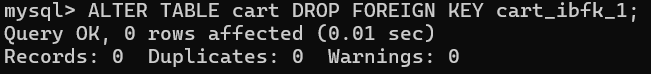 mysql> ALTER TABLE cart DROP FOREIGN KEY cart_ibfk_1;
Query OK, 0 rows affected (0.01 sec)
Records: 0  Duplicates: 0  Warnings: 0